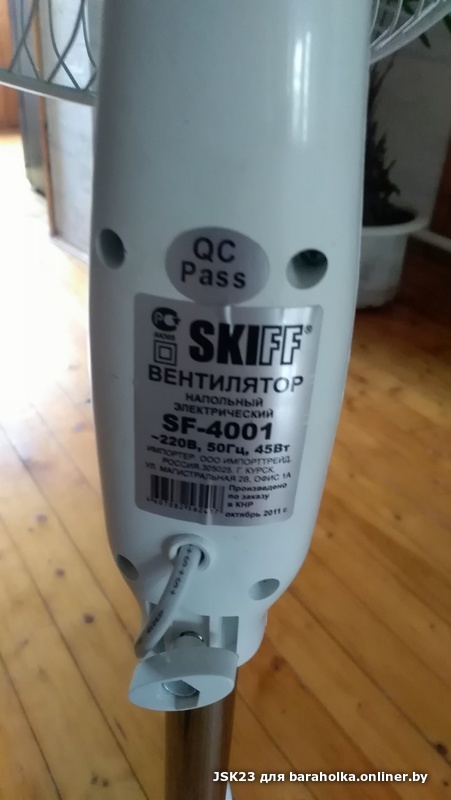 QC
Pass
SKIFF®
ВЕНТИЛЯТОР
НАПОЛЬНЫЙ
ЭЛЕКТРИЧЕСКИЙ
SF-4001
~220В, 50Гц, 45Вт
ИМПОРТЕР: ООО ИМПОРТТРЕЙД,
РОССИЯ, 305025, Г. КУРСК,
УЛ. МАГИСТРАЛЬНАЯ 2В, ОФИС 1А
Произведено
по заказу
в КНР
октябрь 2011 г.
JSK23 для baraholka.onliner.by